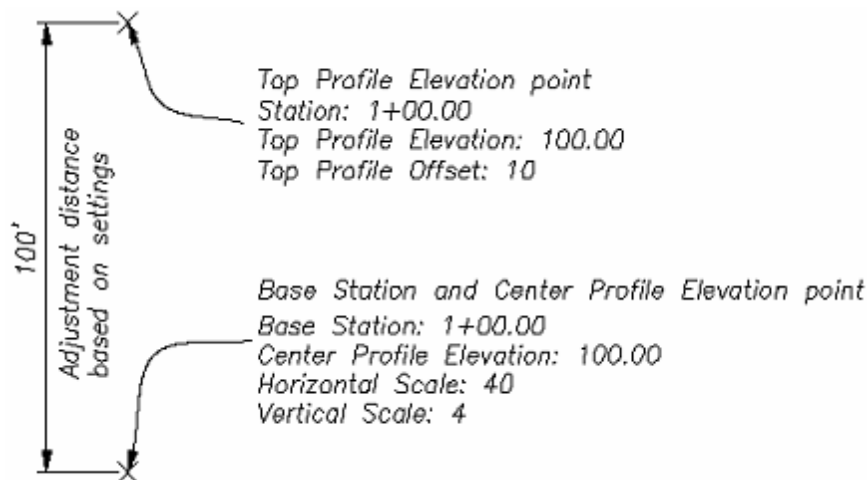 Top Profile Elevation point
Station: 1+00.00
Top Profile Elevation: 100.00
Top Profile Offset: 10
100'
Adjustment distance
based on settings
Base Station and Center Profile Elevation point
Base Station: 1+00.00
Center Profile Elevation: 100.00
Horizontal Scale: 40
Vertical Scale: 4